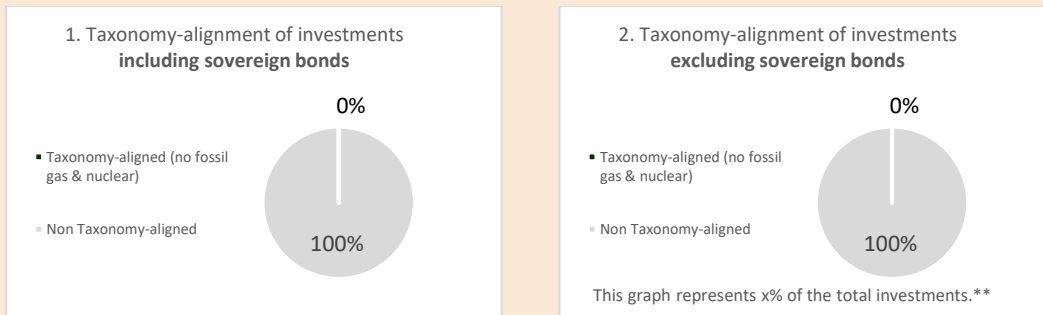 1. Taxonomy-alignment of investments
including sovereign bonds
0%
Taxonomy-aligned (no fossil
gas & nuclear)
Non Taxonomy-aligned
100%
2. Taxonomy-alignment of investments
excluding sovereign bonds
0%
Taxonomy-aligned (no fossil
gas & nuclear)
Non Taxonomy-aligned
100%
This graph represents x% of the total investments.**